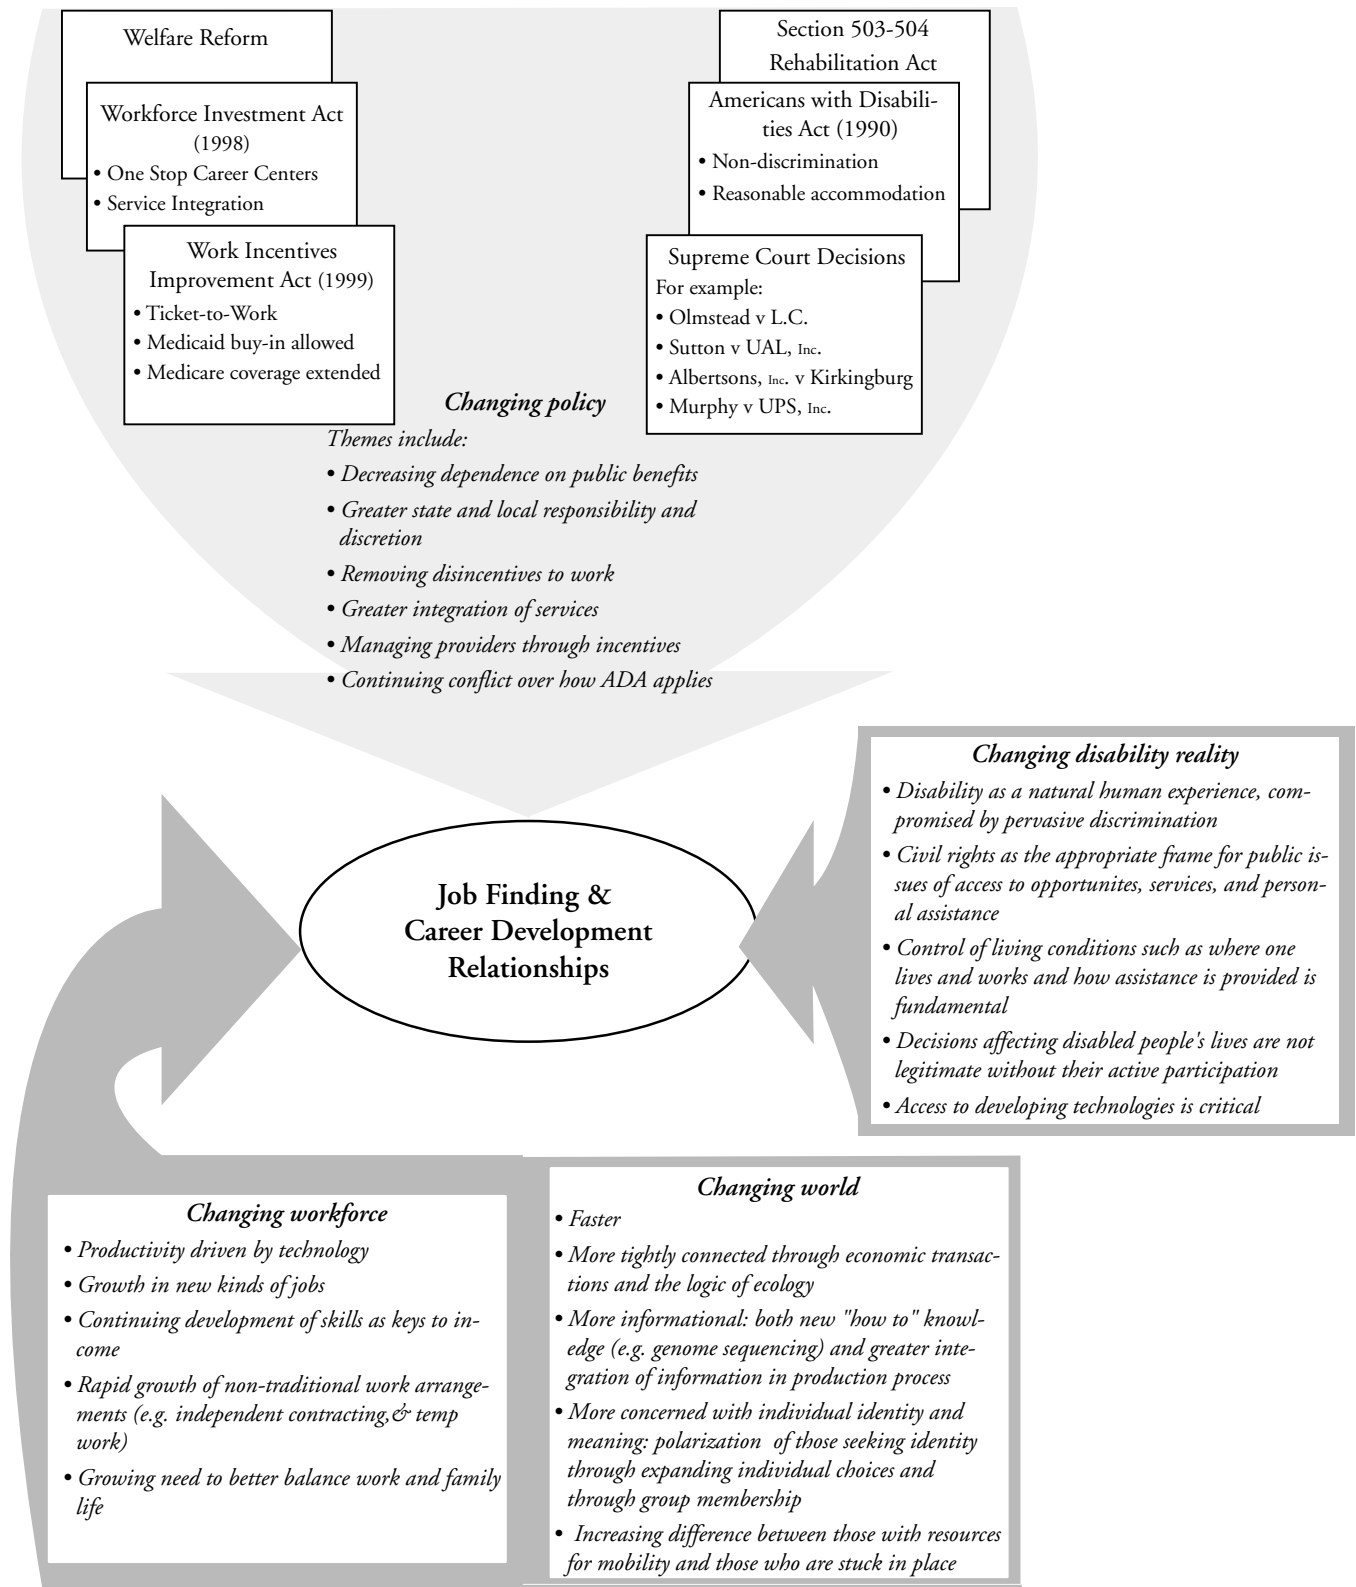 Welfare Reform
Workforce Investment Act
(1998)
• One Stop Career Centers
• Service Integration
Work Incentives
Improvement Act (1999)
• Ticket-to-Work
• Medicaid buy-in allowed
• Medicare coverage extended
Section 503-504
Rehabilitation Act
Americans with Disabili-
ties Act (1990)
• Non-discrimination
• Reasonable accommodation
Supreme Court Decisions
For example:
• Olmstead v L.C.
• Sutton v UAL, Inc.
• Albertsons, Inc. v Kirkingburg
• Murphy v UPS, Inc.
Changing policy
Themes include:
• Decreasing dependence on public benefits
• Greater state and local responsibility and
discretion
• Removing disincentives to work
• Greater integration of services
• Managing providers through incentives
• Continuing conflict over how ADA applies
Job Finding &
Career Development
Relationships
Changing disability reality
• Disability as a natural human experience, com-
promised by pervasive discrimination
• Civil rights as the appropriate frame for public is-
sues of access to opportunites, services, and person-
al assistance
• Control of living conditions such as where one
lives and works and how assistance is provided is
fundamental
• Decisions affecting disabled people's lives are not
legitimate without their active participation
• Access to developing technologies is critical
Changing workforce
• Productivity driven by technology
• Growth in new kinds of jobs
• Continuing development of skills as keys to in-
come
• Rapid growth of non-traditional work arrange-
ments (e.g. independent contracting,& temp
work)
• Growing need to better balance work and family
life
Changing world
• Faster
• More tightly connected through economic transac-
tions and the logic of ecology
• More informational: both new "how to" knowl-
edge (e.g. genome sequencing) and greater inte-
gration of information in production process
• More concerned with individual identity and
meaning: polarization of those seeking identity
through expanding individual choices and
through group membership
• Increasing difference between those with resources
for mobility and those who are stuck in place